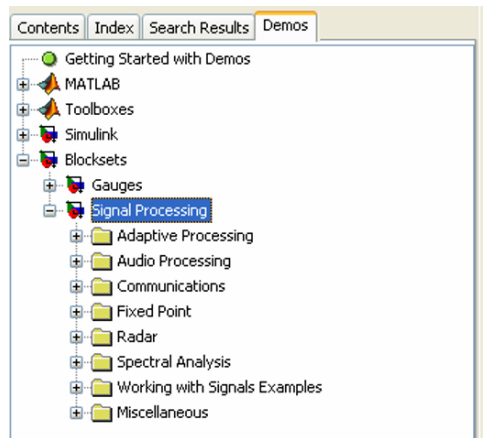 Contents Index Search Results Demos
Getting Started with Demos
MATLAB
Toolboxes
Simulink
Blocksets
Gauges
Signal Processing
Adaptive Processing
Audio Processing
Communications
Fixed Point
Radar
Spectral Analysis
Working with Signals Examples
Miscellaneous